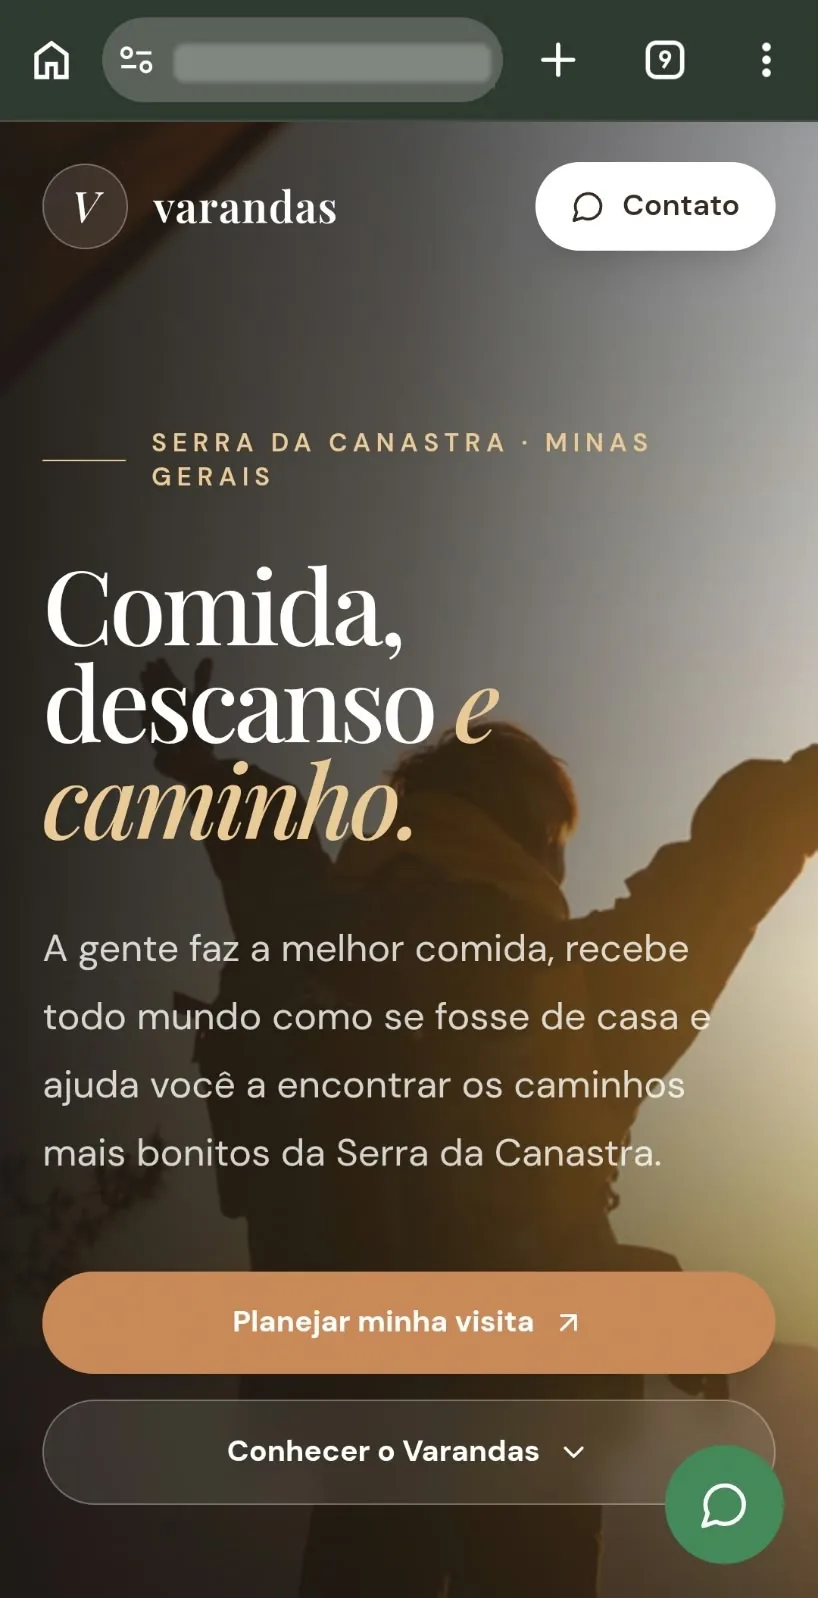 9
V varandas
Contato
SERRA DA CANASTRA · MINAS
GERAIS
Comida,
descanso e
caminho.
A gente faz a melhor comida, recebe
todo mundo como se fosse de casa e
ajuda você a encontrar os caminhos
mais bonitos da Serra da Canastra.
Planejar minha visita
Conhecer o Varandas